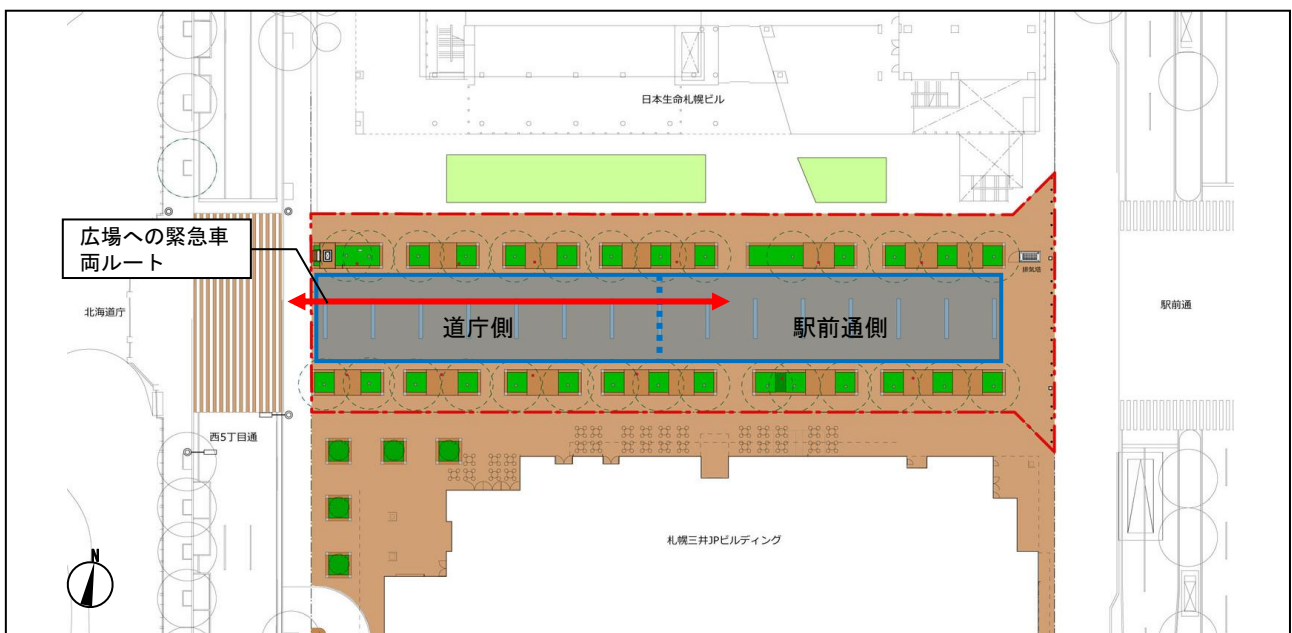 日本生命札幌ビル
広場への緊急車
両ルート
排気塔
北海道庁
道庁側
駅前通側
駅前通
西5丁目通
札幌三井JPビルディング
N